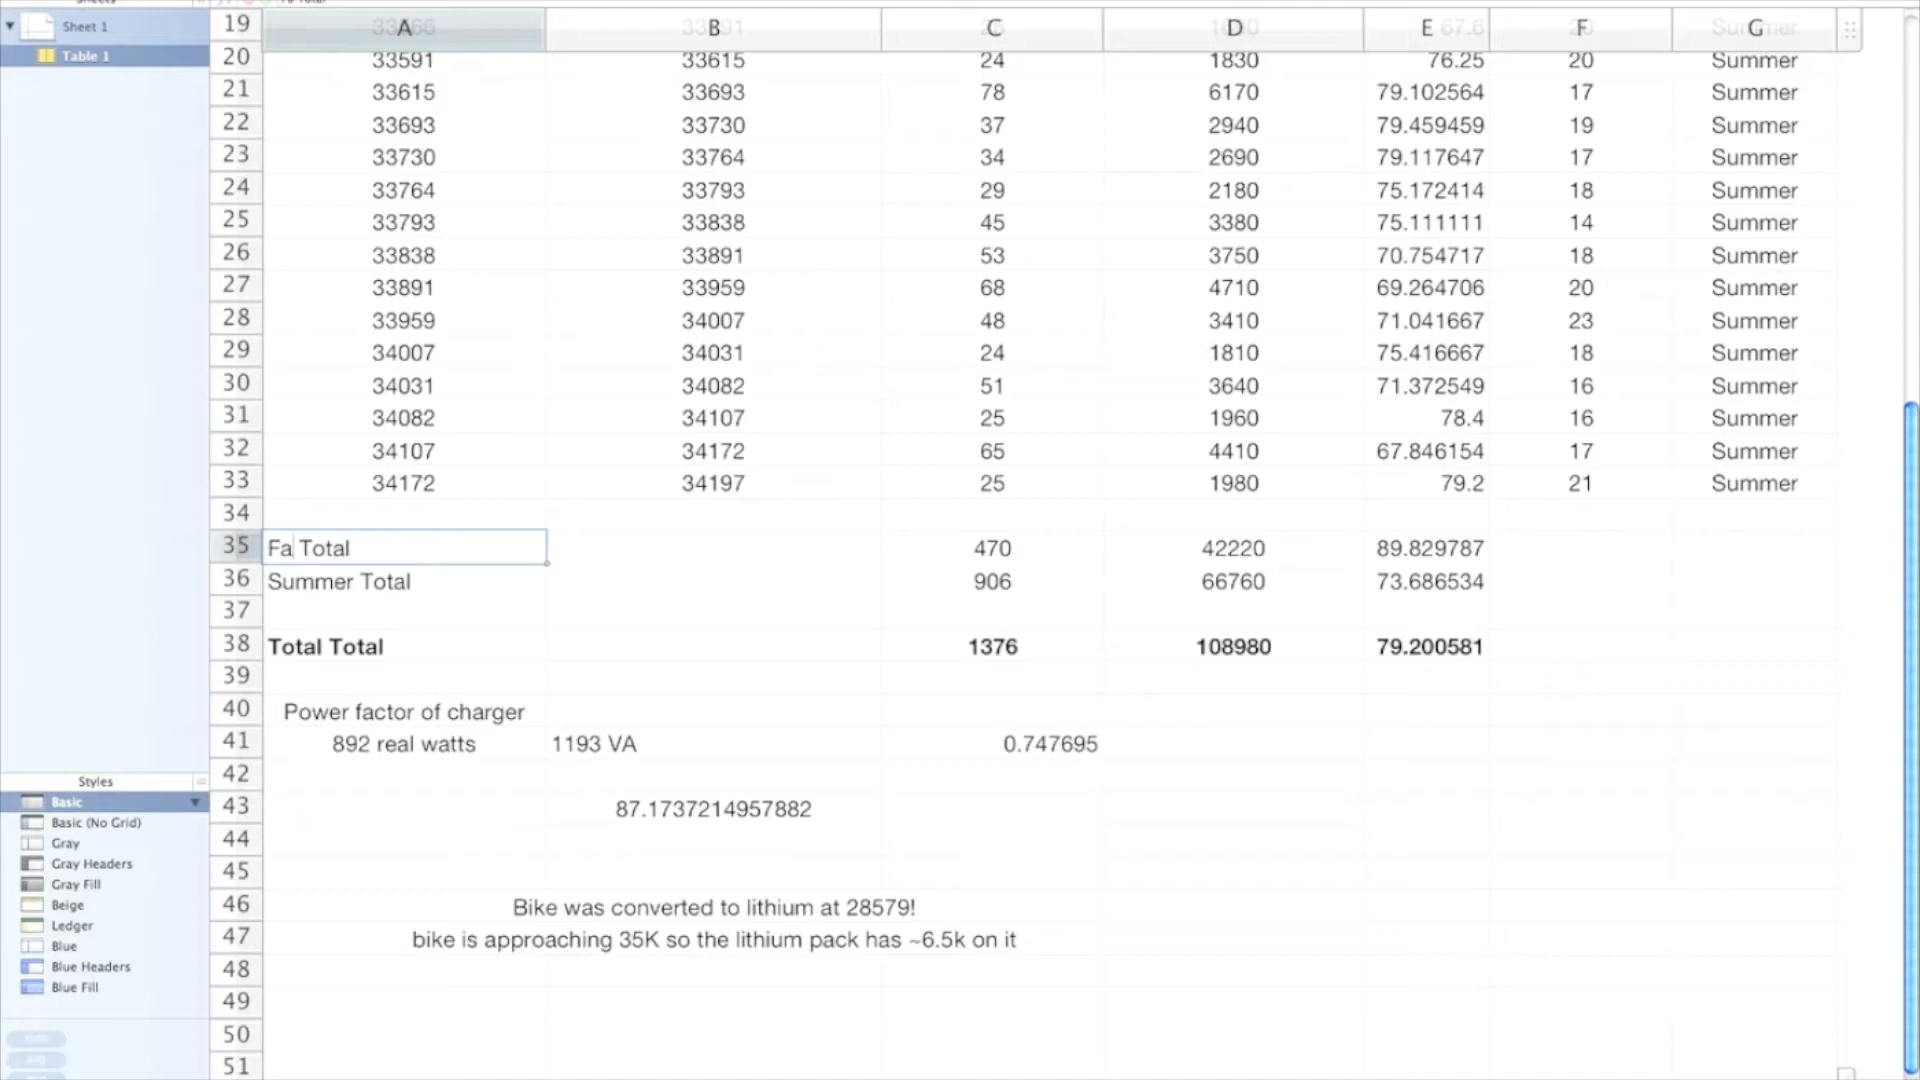 Sheet 1
Table 1
A B C D E F G
19 67.6 Summer
20 33591 33615 24 1830 76.25 20 Summer
21 33615 33693 78 6170 79.102564 17 Summer
22 33693 33730 37 2940 79.459459 19 Summer
23 33730 33764 34 2690 79.117647 17 Summer
24 33764 33793 29 2180 75.172414 18 Summer
25 33793 33838 45 3380 75.111111 14 Summer
26 33838 33891 53 3750 70.754717 18 Summer
27 33891 33959 68 4710 69.264706 20 Summer
28 33959 34007 48 3410 71.041667 23 Summer
29 34007 34031 24 1810 75.416667 18 Summer
30 34031 34082 51 3640 71.372549 16 Summer
31 34082 34107 25 1960 78.4 16 Summer
32 34107 34172 65 4410 67.846154 17 Summer
33 34172 34197 25 1980 79.2 21 Summer
34
35 Fa Total 470 42220 89.829787
36 Summer Total 906 66760 73.686534
37
38 Total Total 1376 108980 79.200581
39
40 Power factor of charger
41 892 real watts 1193 VA 0.747695
42
43 87.1737214957882
44
45
46 Bike was converted to lithium at 28579!
47 bike is approaching 35K so the lithium pack has ~6.5k on it
48
49
50
51
Styles
Basic
Basic (No Grid)
Gray
Gray Headers
Gray Fill
Beige
Ledger
Blue
Blue Headers
Blue Fill